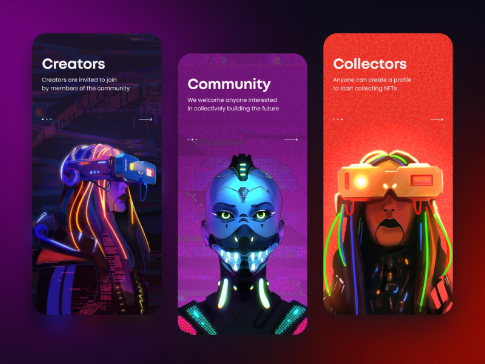 Creators
Creators are invited to join
by members of the community
Community
We welcome anyone interested
in collectively building the future
Collectors
Anyone can create a profile
to start collecting NFTs